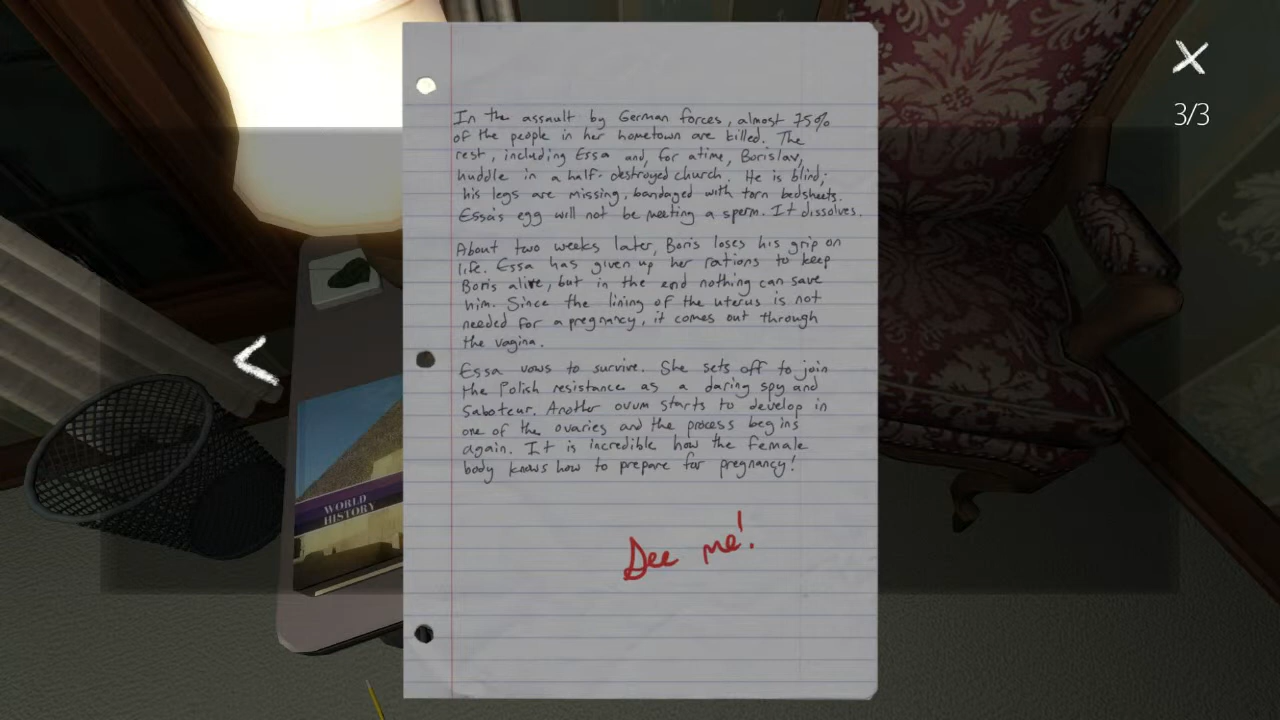 3/3
In the assault by German forces, almost 75%
of the people in her hometown are killed. The
rest, including Essa and, for a time, Borislav,
huddle in a half-destroyed church. He is blind;
his legs are missing, bandaged with torn bedsheets.
Essa's egg will not be meeting a sperm. It dissolves.
About two weeks later, Boris loses his grip on
life. Essa has given up her rations to keep
Boris alive, but in the end nothing can save
him. Since the lining of the uterus is not
needed for a pregnancy, it comes out through
the vagina.
Essa vows to survive. She sets off to join
the Polish resistance as a daring spy and
saboteur. Another ovum starts to develop in
one of the ovaries and the process begins
again. It is incredible how the female
body knows how to prepare for pregnancy!
See me!
WORLD
HISTORY